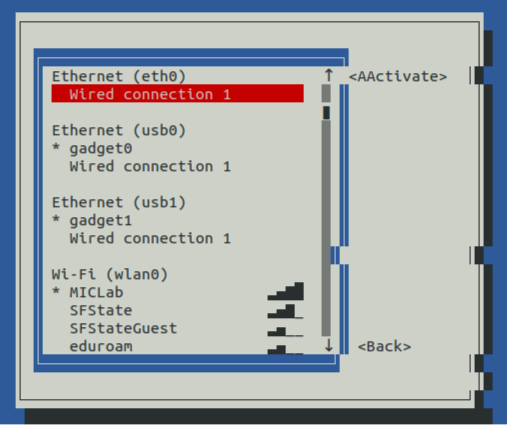 Ethernet (eth0) ↑ <AActivate>
Wired connection 1
Ethernet (usb0)
* gadget0
Wired connection 1
Ethernet (usb1)
* gadget1
Wired connection 1
Wi-Fi (wlan0)
* MICLab
SFState
SFStateGuest
eduroam ↓ <Back>